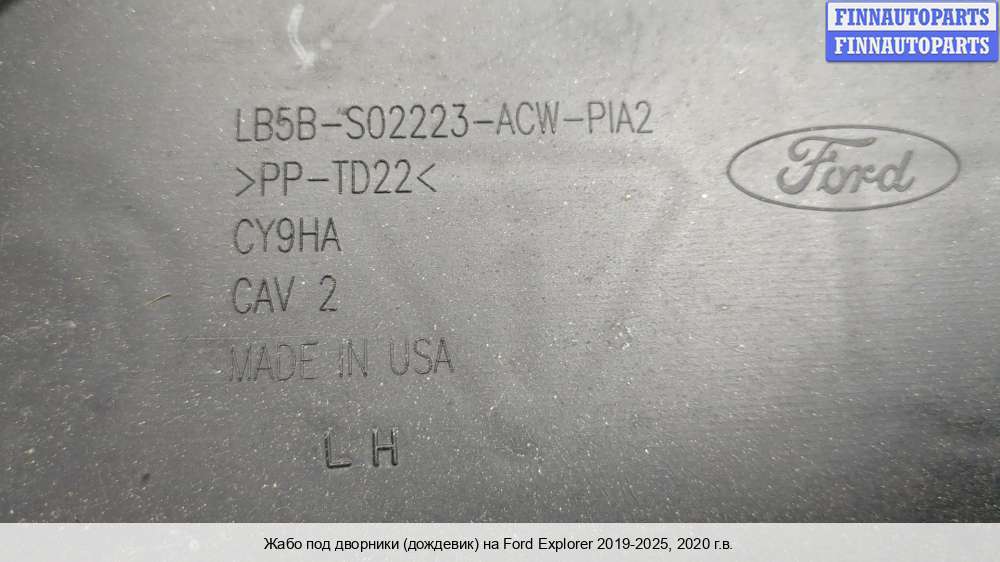 FINNAUTOPARTS
FINNAUTOPARTS
LB5B-S02223-ACW-PIA2
Ford
>PP-TD22<
CY9HA
CAV 2
MADE IN USA
LH
Жабо под дворники (дождевик) на Ford Explorer 2019-2025, 2020 г.в.